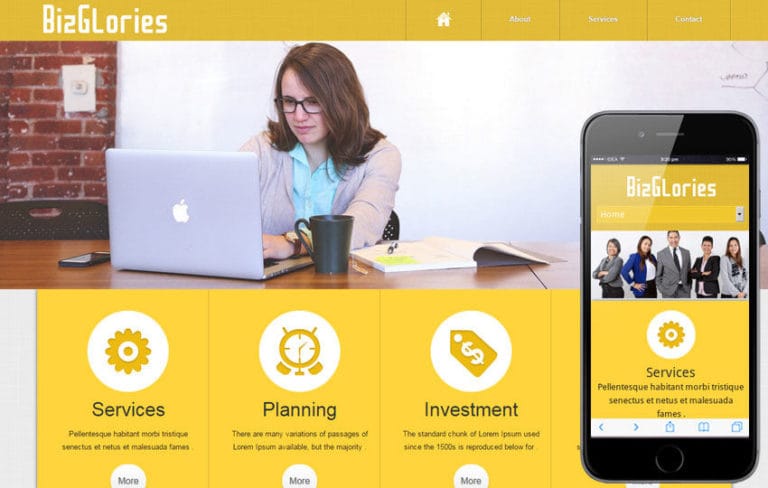 BizGLories
About
Services
Contact
Services
Pellentesque habitant morbi tristique
senectus et netus et malesuada fames .
More
Planning
There are many variations of passages of
Lorem Ipsum available, but the majority .
More
Investment
The standard chunk of Lorem Ipsum used
since the 1500s is reproduced below for .
More
IDEA 9:20 pm 90%
BizGLories
Home
Services
Pellentesque habitant morbi tristique
senectus et netus et malesuada
fames .